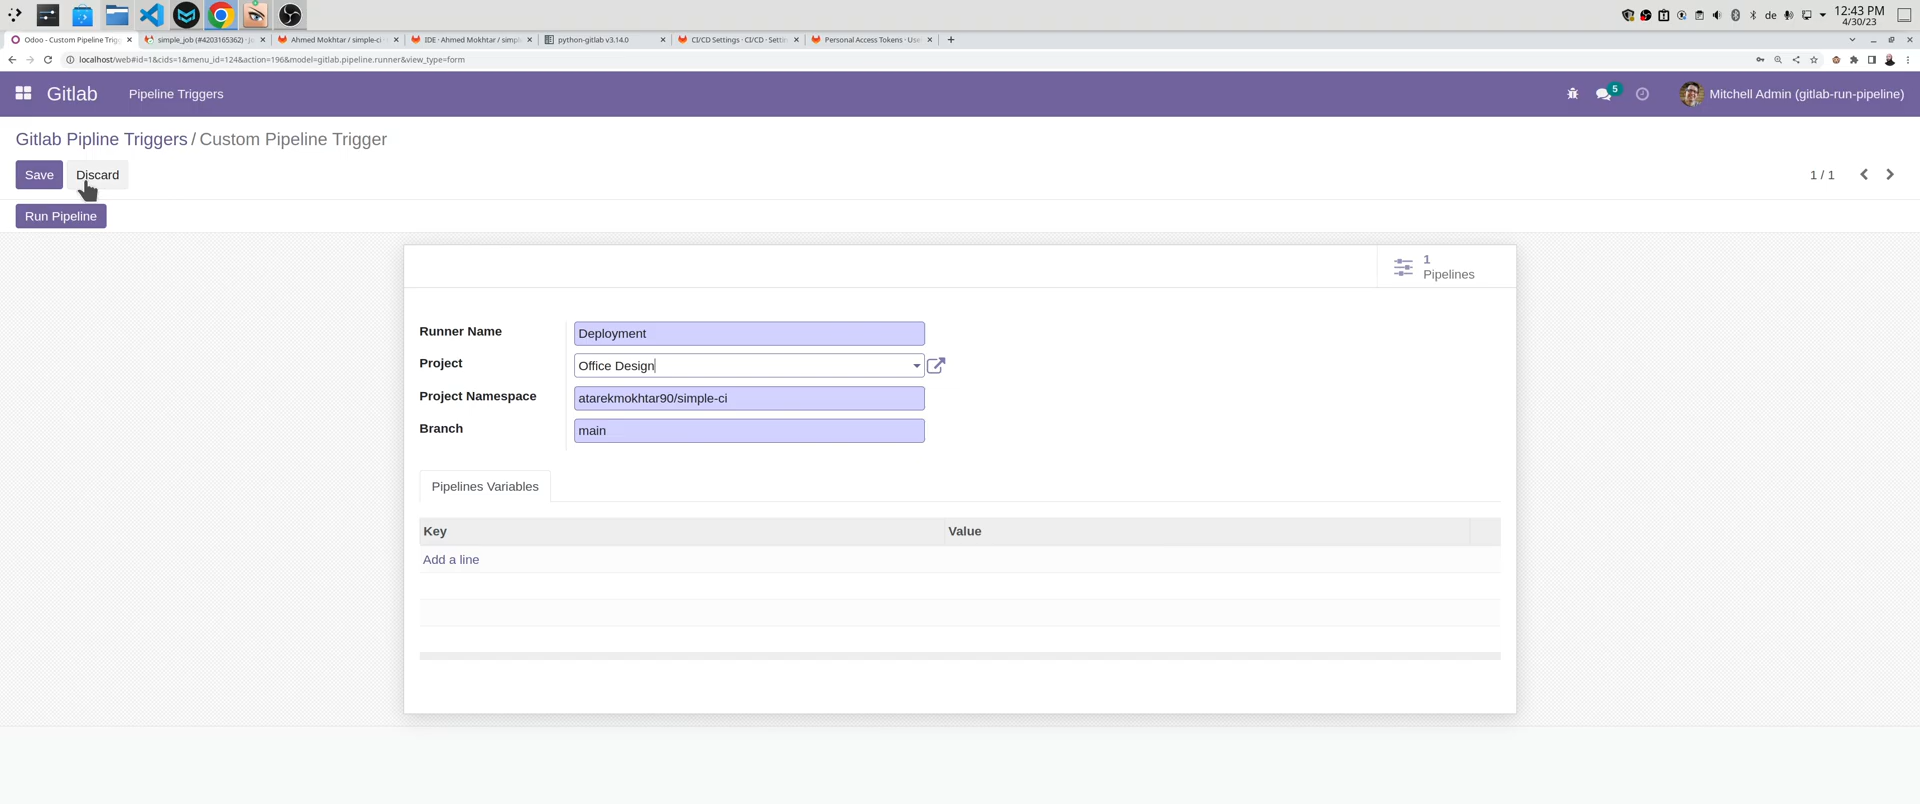 de
12:43 PM
4/30/23
Odoo - Custom Pipeline Trigg
simple_job (#4203165362) · J
Ahmed Mokhtar / simple-ci
IDE · Ahmed Mokhtar / simpl
python-gitlab v3.14.0
CI/CD Settings · CI/CD · Setti
Personal Access Tokens · Use
localhost/web#id=1&cids=1&menu_id=124&action=196&model=gitlab.pipeline.runner&view_type=form
Gitlab
Pipeline Triggers
5
Mitchell Admin (gitlab-run-pipeline)
Gitlab Pipline Triggers / Custom Pipeline Trigger
Save
Discard
1 / 1
Run Pipeline
1
Pipelines
Runner Name
Deployment
Project
Office Design
Project Namespace
atarekmokhtar90/simple-ci
Branch
main
Pipelines Variables
Key
Value
Add a line